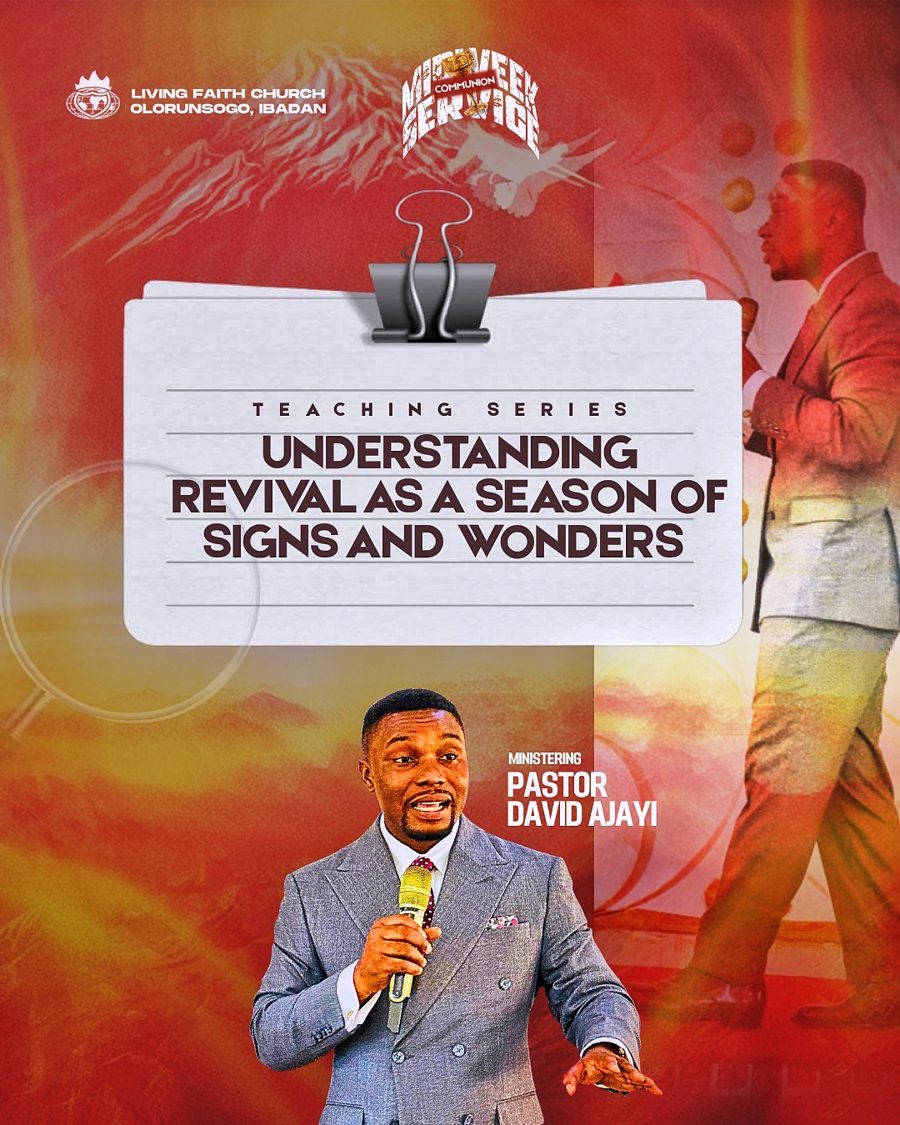 LIVING FAITH CHURCH
OLORUNSOGO, IBADAN
MIDWEEK
COMMUNION
SERVICE
TEACHING SERIES
UNDERSTANDING
REVIVAL AS A SEASON OF
SIGNS AND WONDERS
MINISTERING
PASTOR
DAVID AJAYI